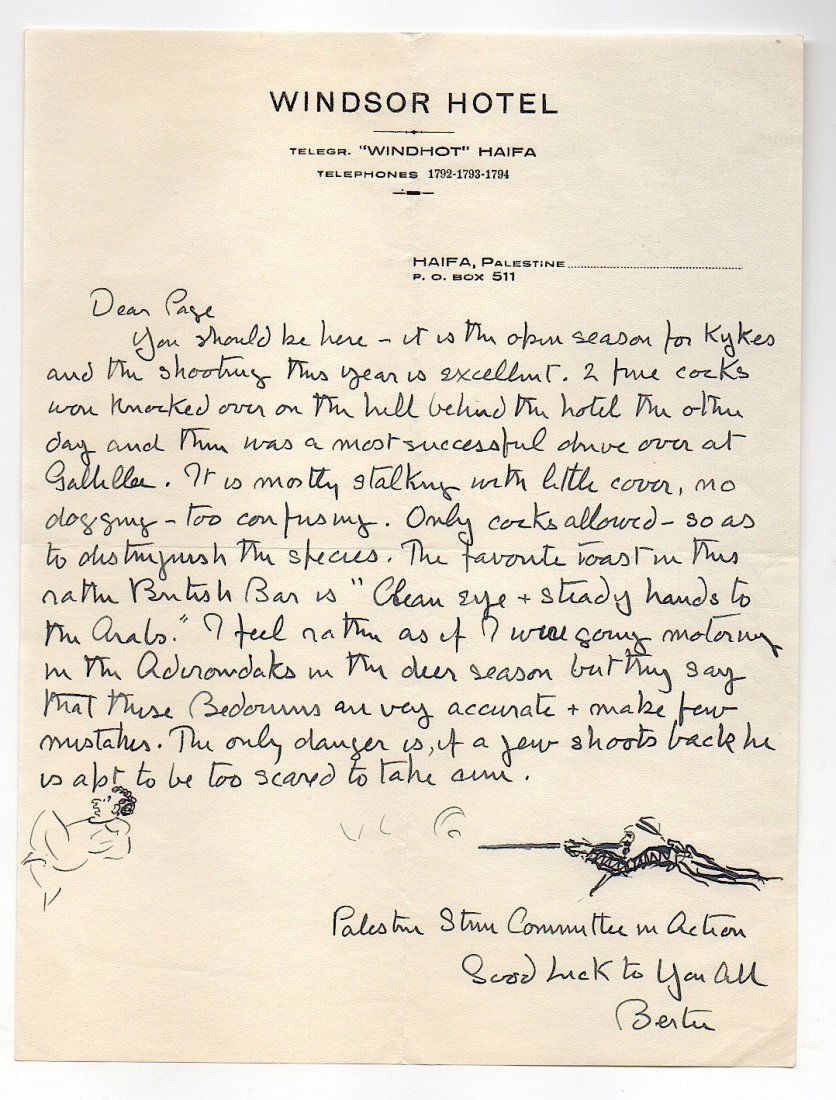 WINDSOR HOTEL
TELEGR. "WINDHOT" HAIFA
TELEPHONES 1792-1793-1794
HAIFA, PALESTINE
P. O. BOX 511
Dear Page
You should be here – it is the open season for Kykes
and the shooting this year is excellent. 2 fine cocks
were knocked over on the hill behind the hotel the other
day and there was a most successful drive over at
Gallillee. It is mostly stalking with little cover, no
dogging – too confusing. Only cocks allowed – so as
to distinguish the species. The favorite toast in this
rather British Bar is "Clean eye + steady hands to
the Arabs." I feel rather as if I were going motoring
in the Adirondaks in the deer season but they say
that these Bedouins are very accurate + make few
mistakes. The only danger is, if a Jew shoots back he
is apt to be too scared to take aim.
Committee in Action
Good Luck to You All